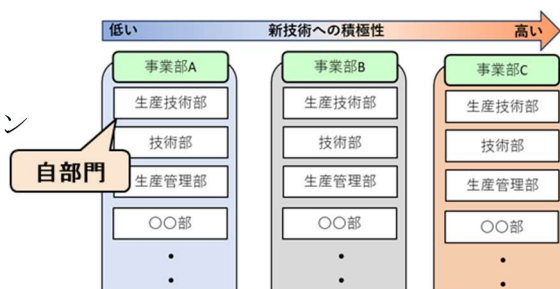 低い 新技術への積極性 高い
事業部A 事業部B 事業部C
生産技術部 生産技術部 生産技術部
ン
技術部 技術部 技術部
自部門
生産管理部 生産管理部 生産管理部
〇〇部 〇〇部 〇〇部